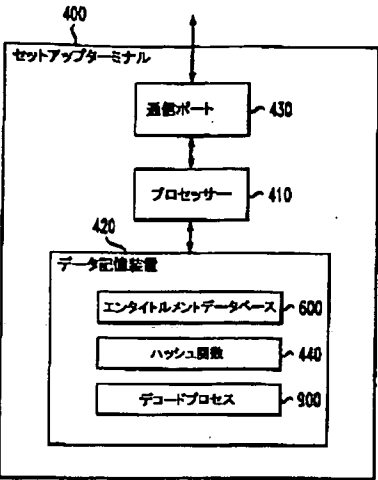 400
セットアップターミナル
通信ポート 430
プロセッサー 410
420
データ記憶装置
エンタイトルメントデータベース 600
ハッシュ関数 440
デコードプロセス 900